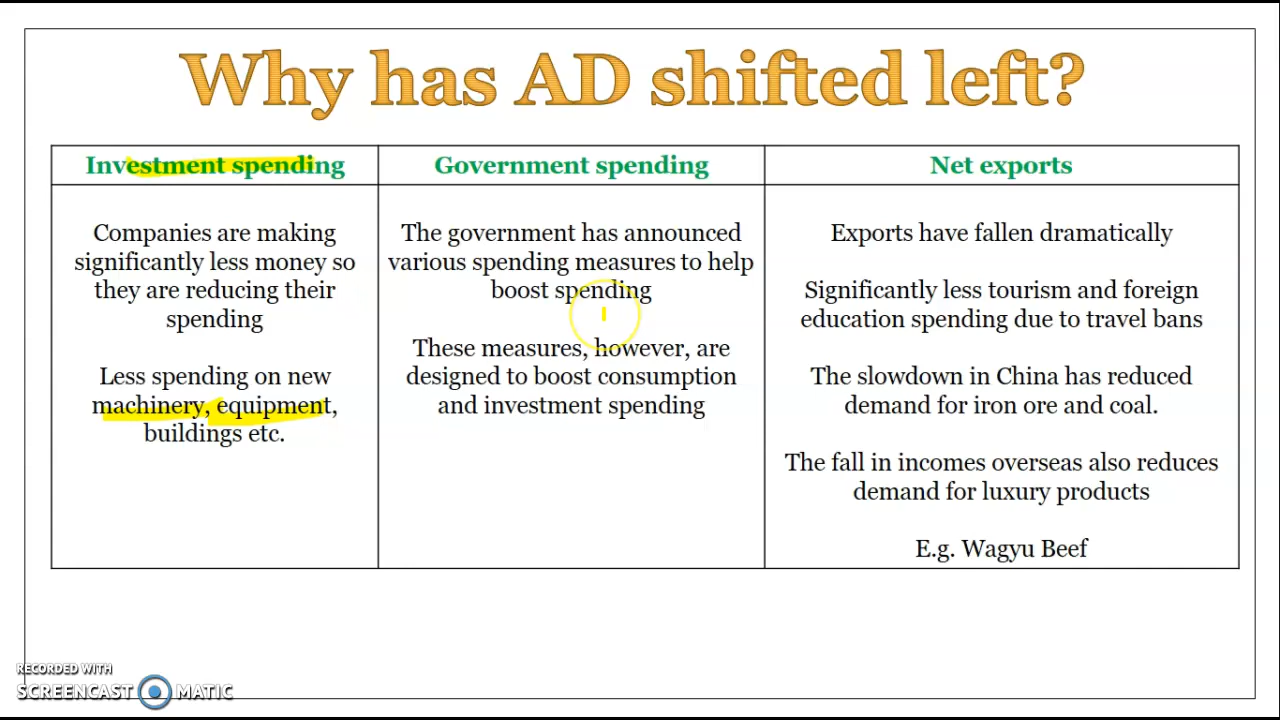 Why has AD shifted left?
Investment spending
Government spending
Net exports
Companies are making
significantly less money so
they are reducing their
spending
Less spending on new
machinery, equipment,
buildings etc.
The government has announced
various spending measures to help
boost spending
These measures, however, are
designed to boost consumption
and investment spending
Exports have fallen dramatically
Significantly less tourism and foreign
education spending due to travel bans
The slowdown in China has reduced
demand for iron ore and coal.
The fall in incomes overseas also reduces
demand for luxury products
E.g. Wagyu Beef
RECORDED WITH
SCREENCAST MATIC